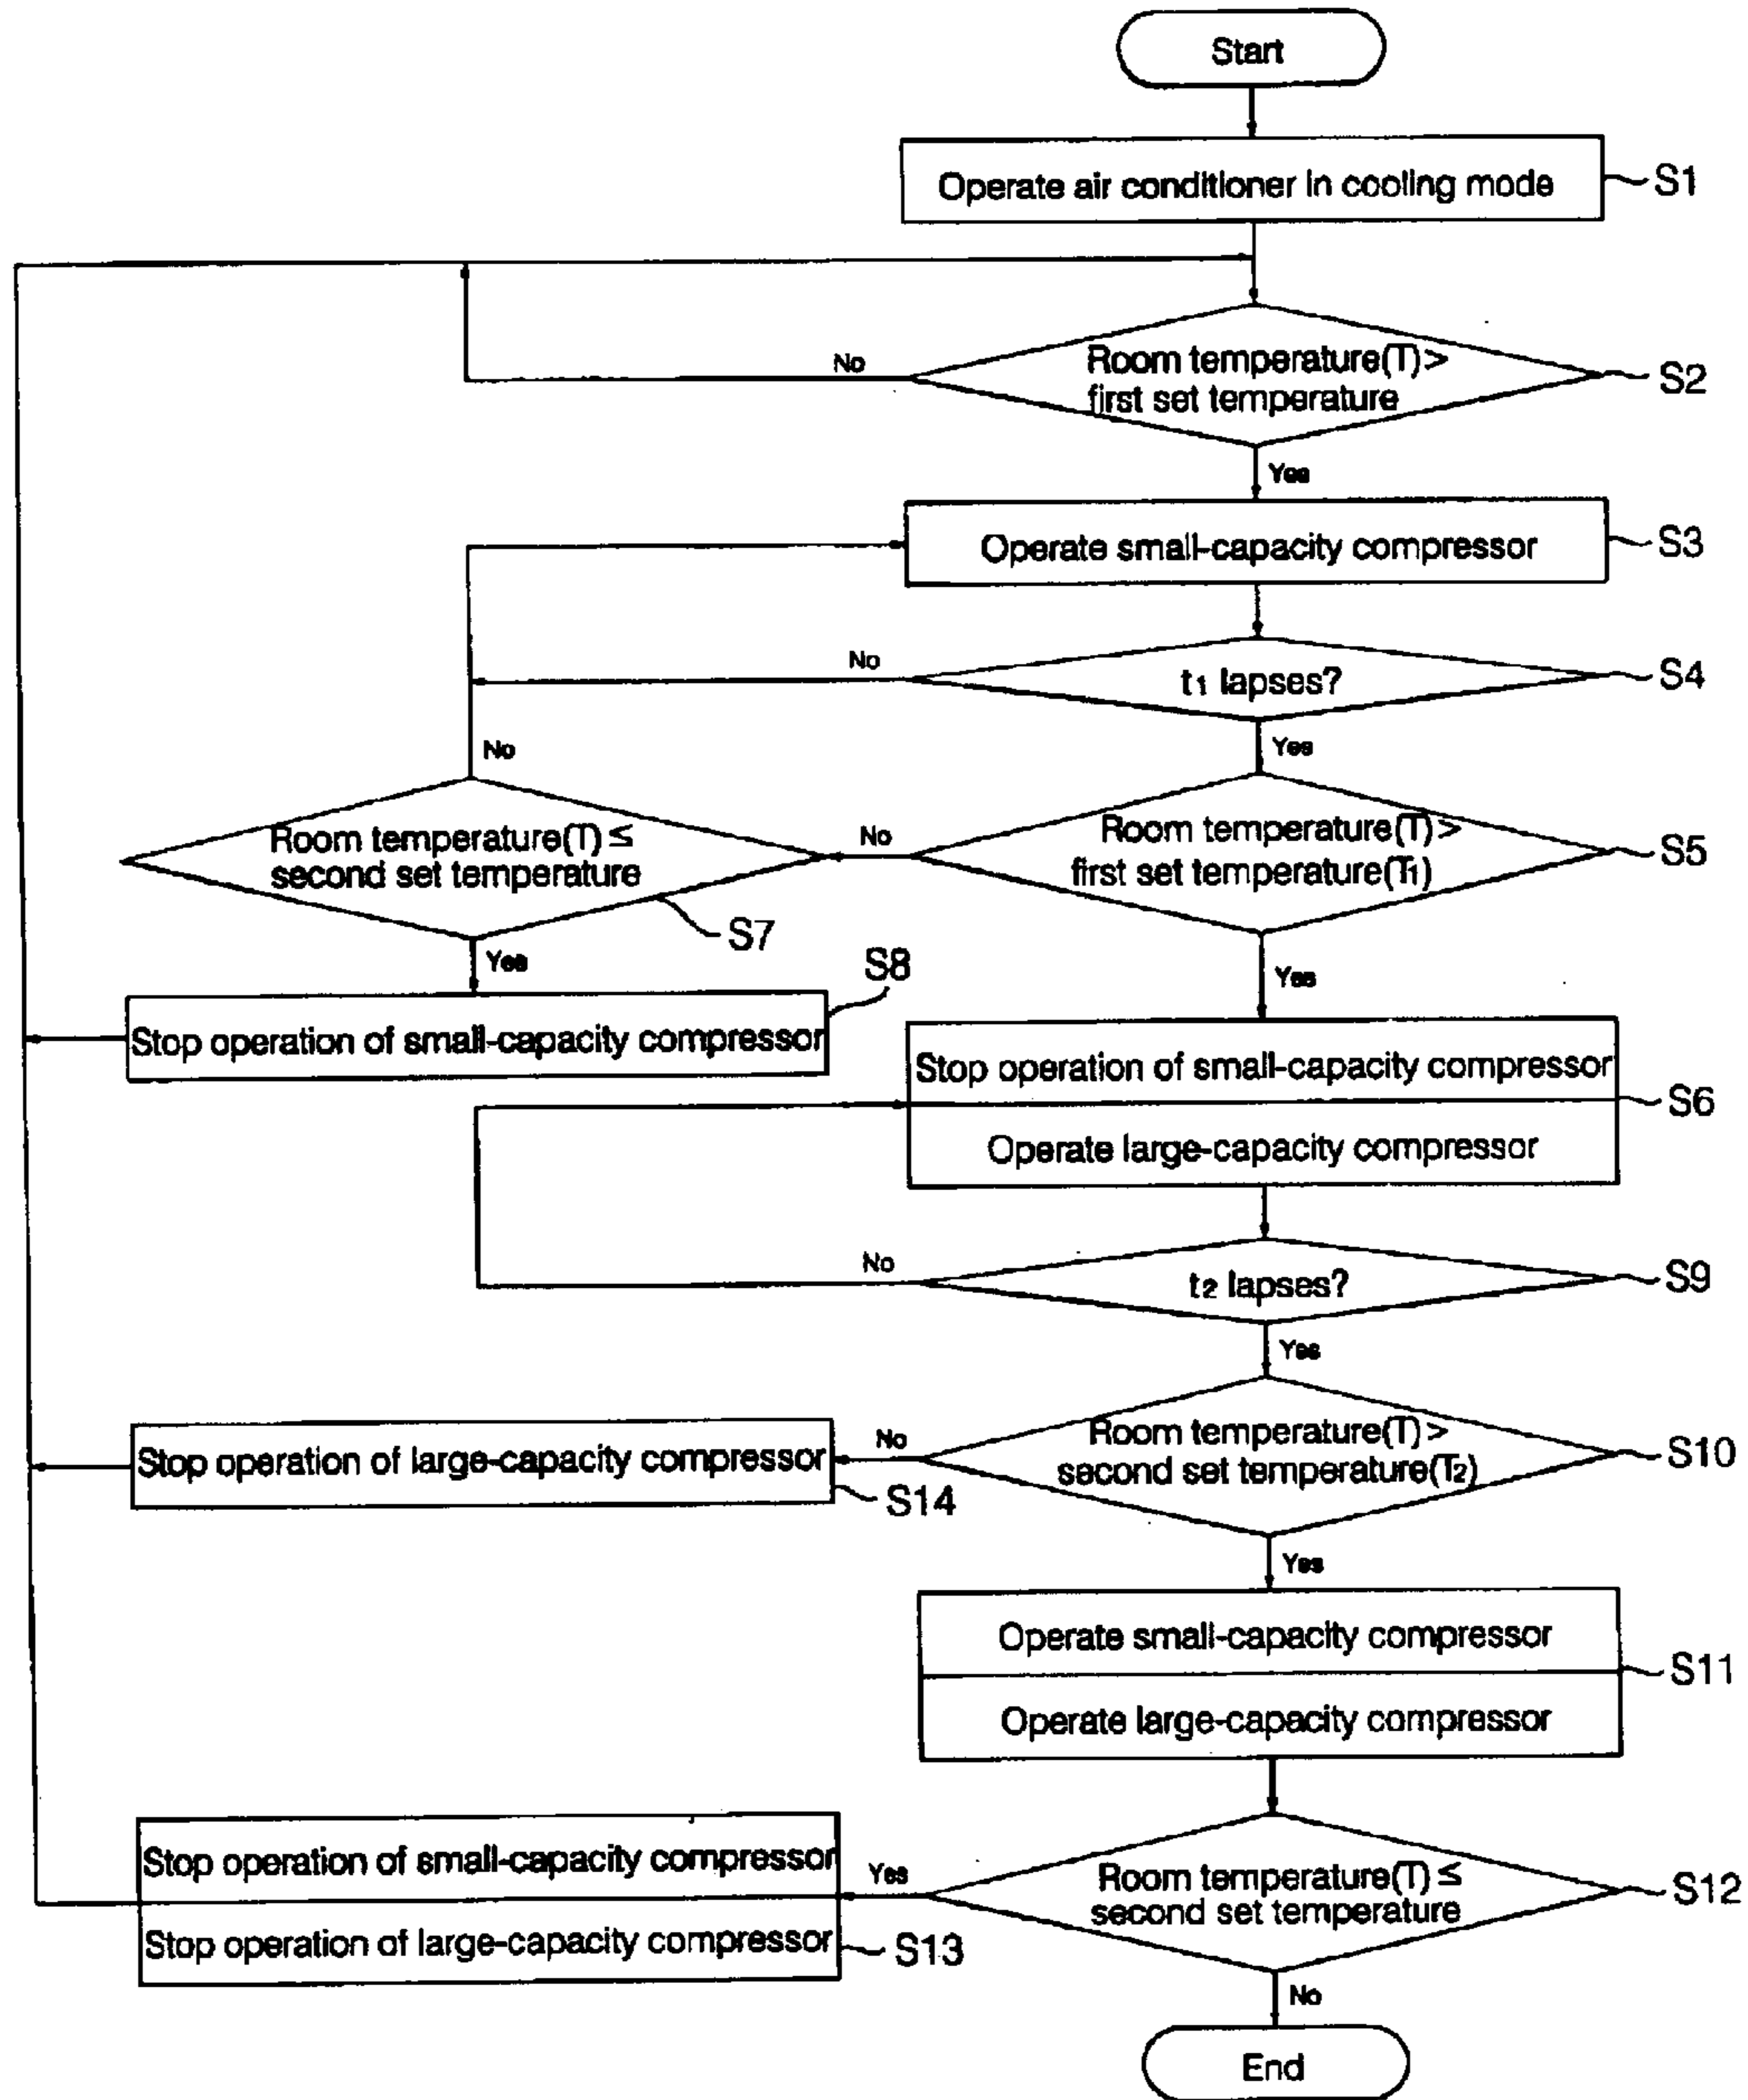 Start
Operate air conditioner in cooling mode
S1
Room temperature(T) >
first set temperature
S2
No
Yes
Operate small-capacity compressor
S3
t1 lapses?
S4
No
Yes
Room temperature(T) >
first set temperature(T1)
S5
No
Room temperature(T) ≤
second set temperature
S7
No
Yes
Stop operation of small-capacity compressor
S8
Yes
Stop operation of small-capacity compressor
Operate large-capacity compressor
S6
t2 lapses?
S9
No
Yes
Room temperature(T) >
second set temperature(T2)
S10
No
Stop operation of large-capacity compressor
S14
Yes
Operate small-capacity compressor
Operate large-capacity compressor
S11
Room temperature(T) ≤
second set temperature
S12
Yes
Stop operation of small-capacity compressor
Stop operation of large-capacity compressor
S13
No
End